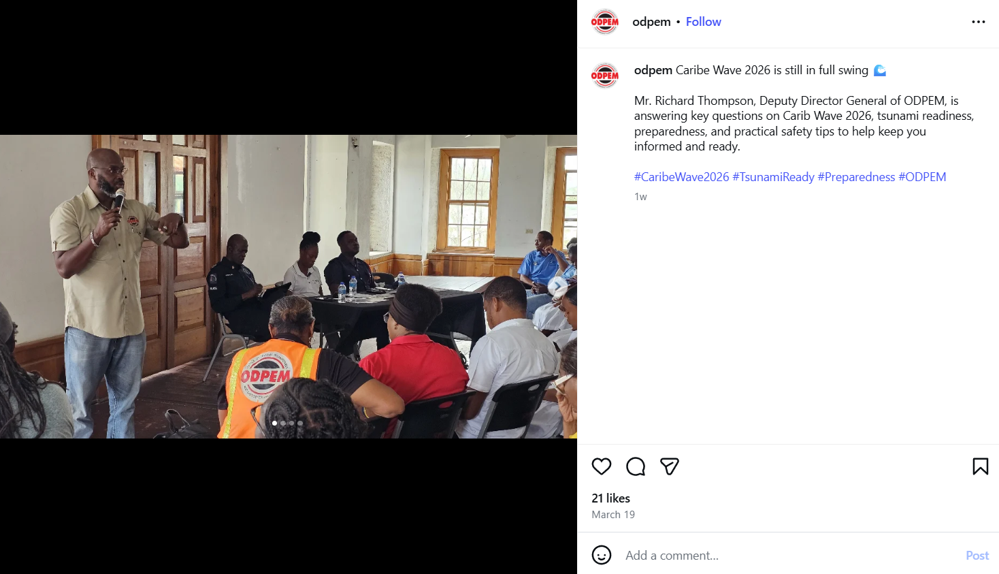 odpem • Follow
odpem Caribe Wave 2026 is still in full swing 🌊
Mr. Richard Thompson, Deputy Director General of ODPEM, is
answering key questions on Carib Wave 2026, tsunami readiness,
preparedness, and practical safety tips to help keep you
informed and ready.
#CaribeWave2026 #TsunamiReady #Preparedness #ODPEM
1w
21 likes
March 19
Add a comment...
Post
ODPEM
ODPEM
ODPEM